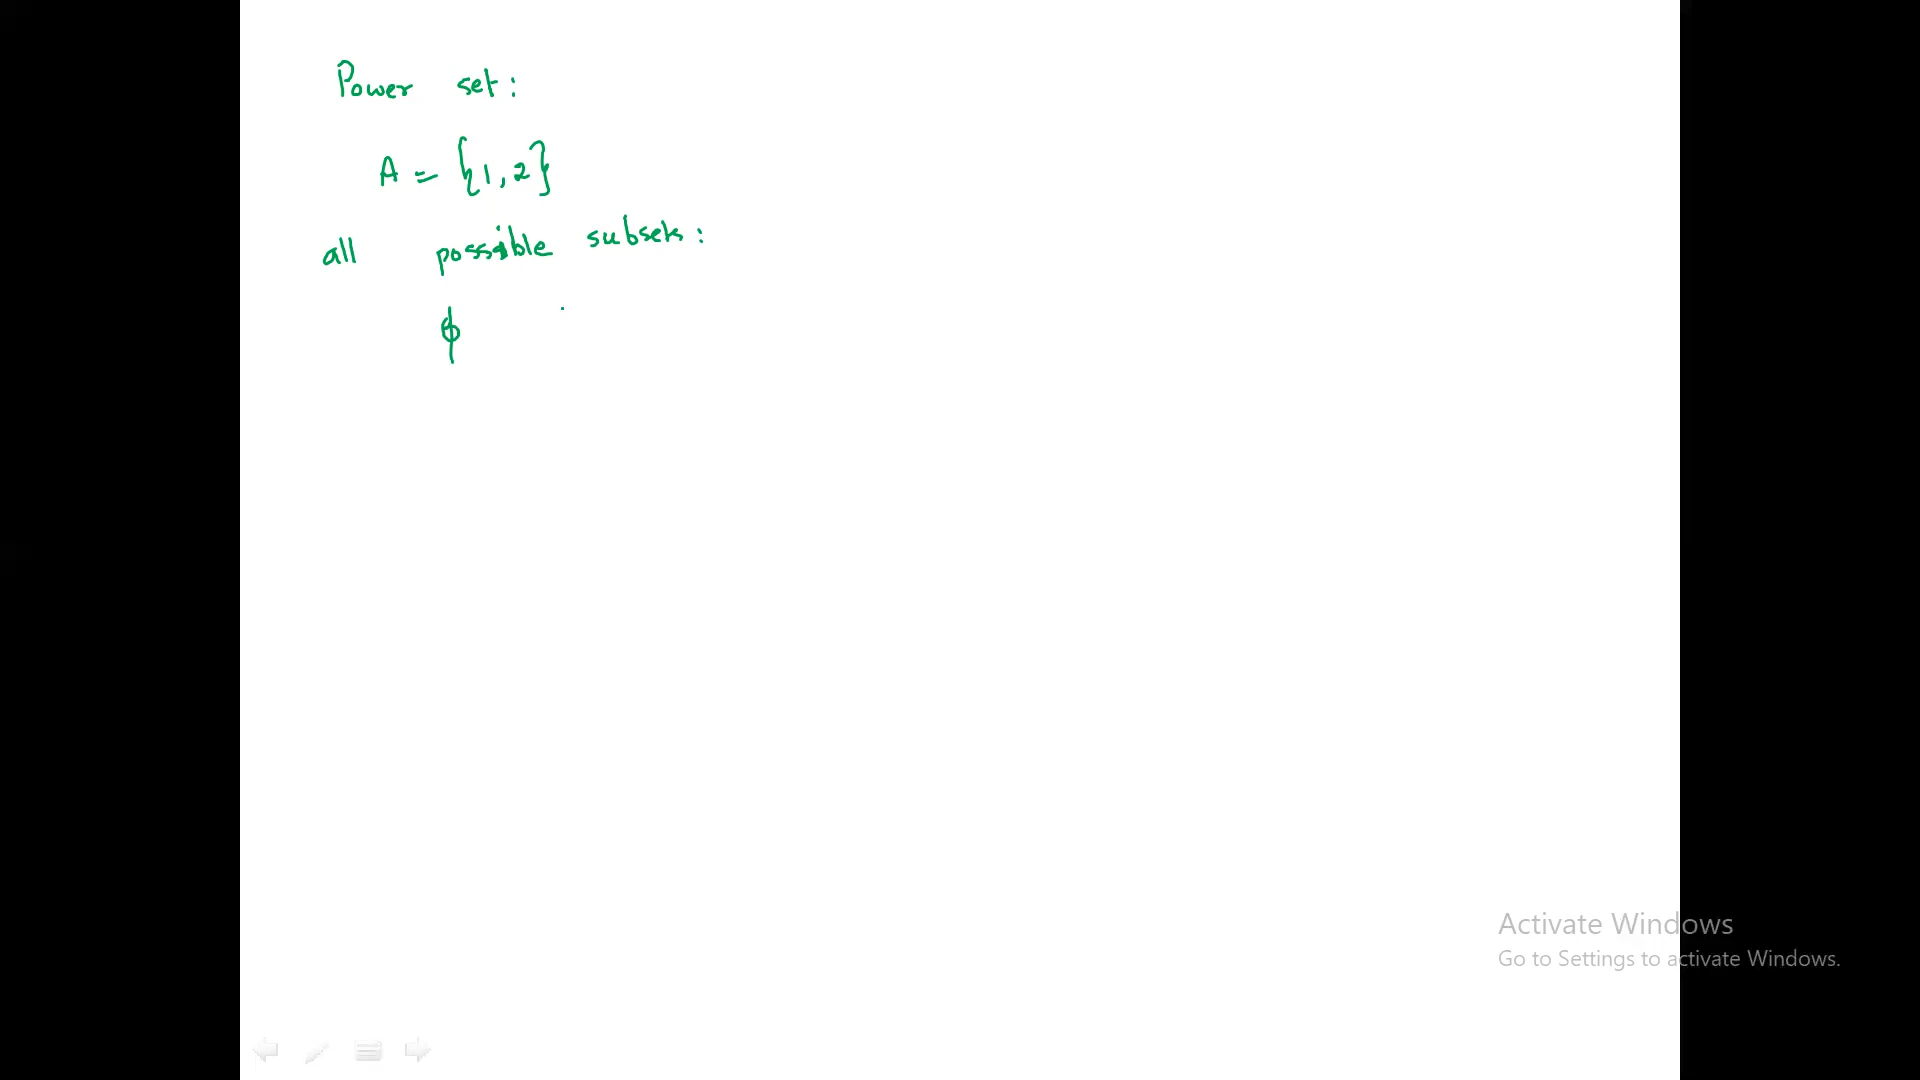 Power set:
A = {1, 2}
all possible subsets:
ϕ
Activate Windows
Go to Settings to activate Windows.